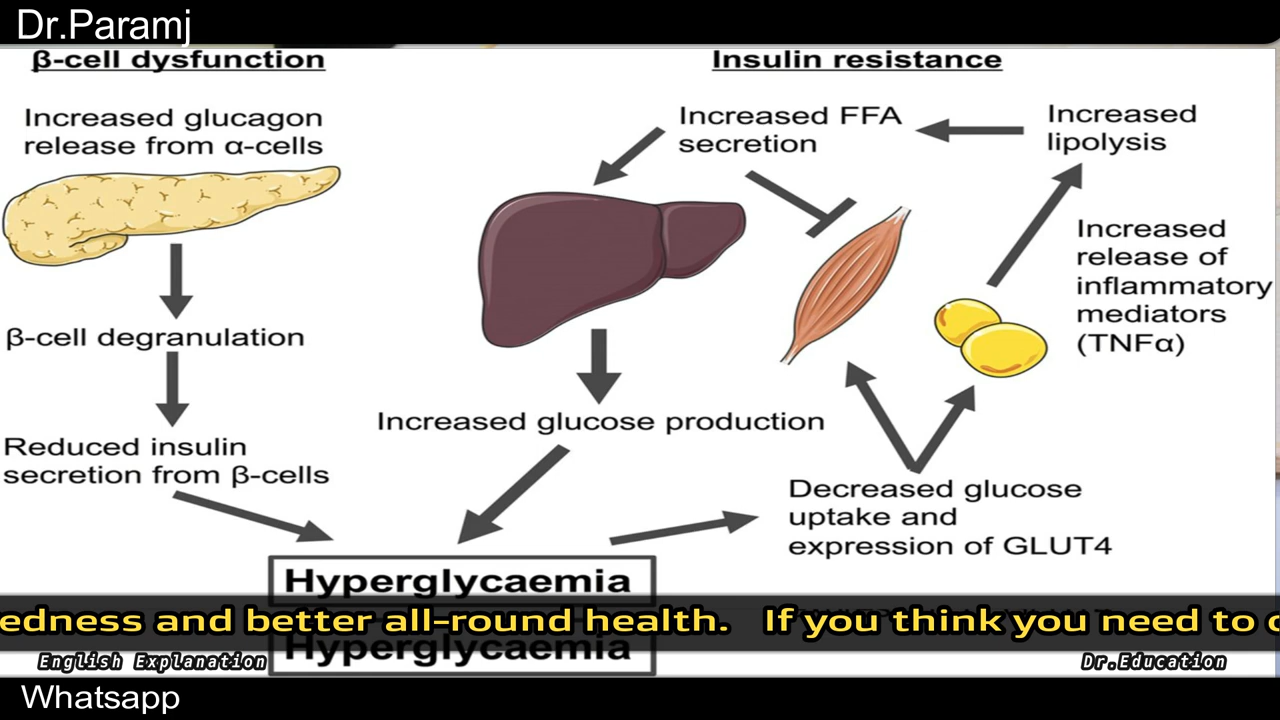 Dr.Paramj
β-cell dysfunction
Increased glucagon
release from α-cells
β-cell degranulation
Reduced insulin
secretion from β-cells
Insulin resistance
Increased FFA
secretion
Increased
lipolysis
Increased
release of
inflammatory
mediators
(TNFα)
Increased glucose production
Decreased glucose
uptake and
expression of GLUT4
Hyperglycaemia
edness and better all-round health. If you think you need to
Hyperglycaemia
English Explanation
Dr.Education
Whatsapp